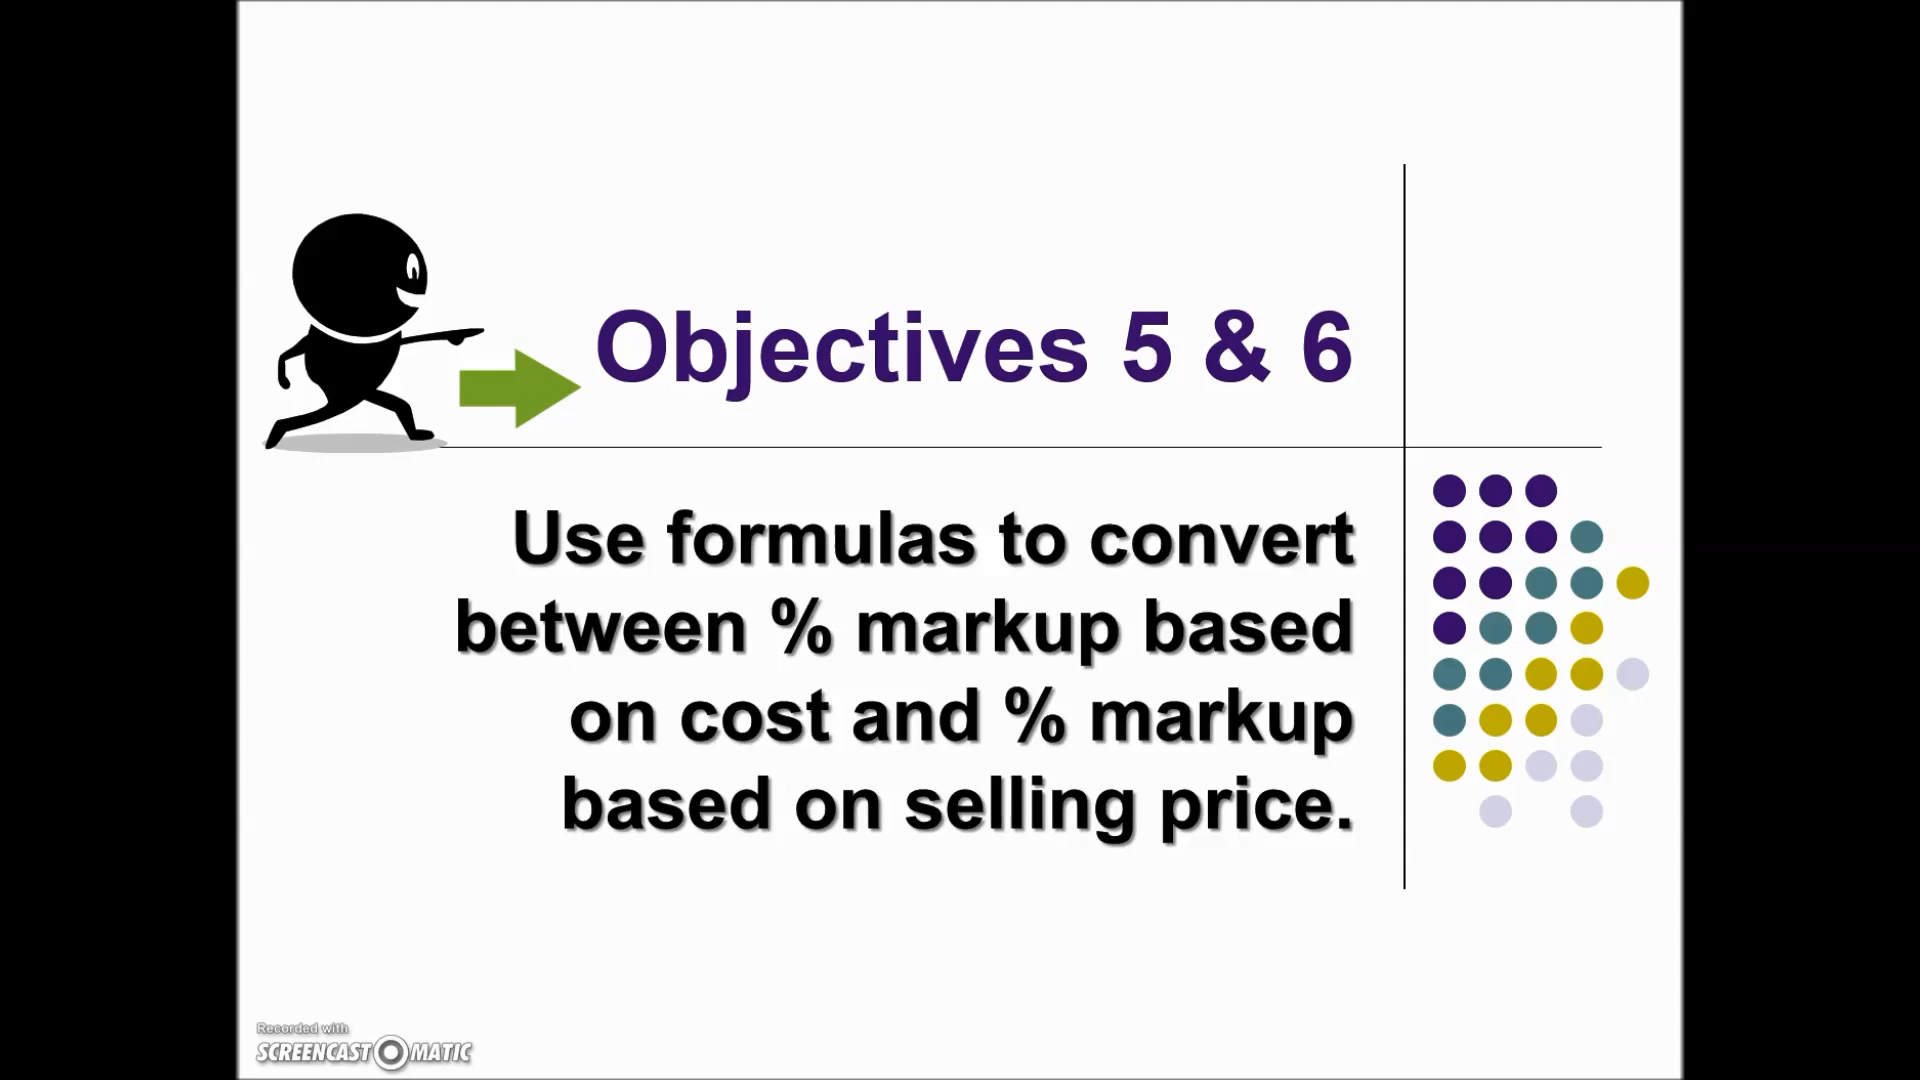 Objectives 5 & 6
Use formulas to convert
between % markup based
on cost and % markup
based on selling price.
Recorded with
SCREENCAST MATIC